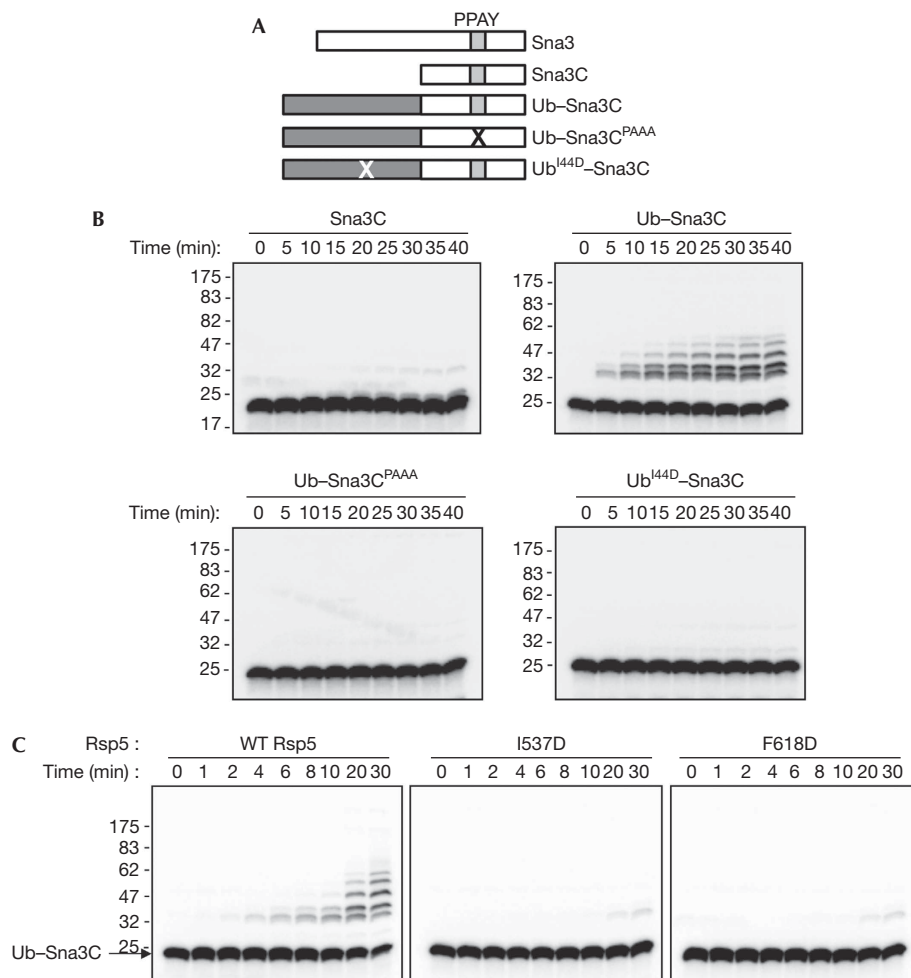 A
PPAY
Sna3
Sna3C
Ub–Sna3C
X
Ub–Sna3C^PAAA
X
Ub^I44D–Sna3C
B
Sna3C
Time (min): 0 5 10 15 20 25 30 35 40
175
83
82
47
32
25
17
Ub–Sna3C
0 5 10 15 20 25 30 35 40
175
83
62
47
32
25
Ub–Sna3C^PAAA
Time (min): 0 5 10 15 20 25 30 35 40
175
83
62
47
32
25
Ub^I44D–Sna3C
0 5 10 15 20 25 30 35 40
175
83
62
47
32
25
C
Rsp5 : WT Rsp5 I537D F618D
Time (min): 0 1 2 4 6 8 10 20 30 0 1 2 4 6 8 10 20 30 0 1 2 4 6 8 10 20 30
175
83
62
47
32
25
Ub–Sna3C